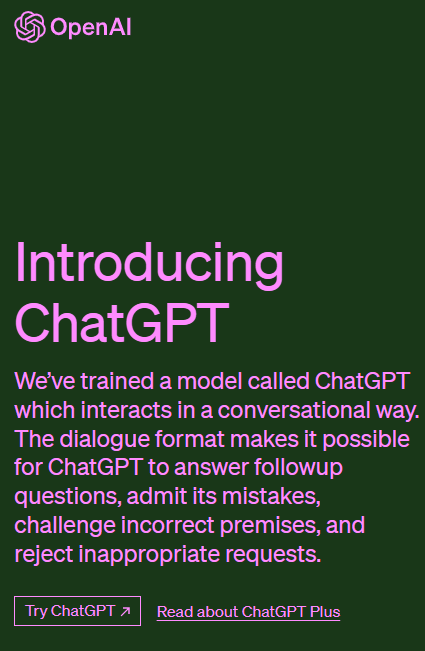 OpenAI
Introducing
ChatGPT
We’ve trained a model called ChatGPT
which interacts in a conversational way.
The dialogue format makes it possible
for ChatGPT to answer followup
questions, admit its mistakes,
challenge incorrect premises, and
reject inappropriate requests.
Try ChatGPT ↗ Read about ChatGPT Plus